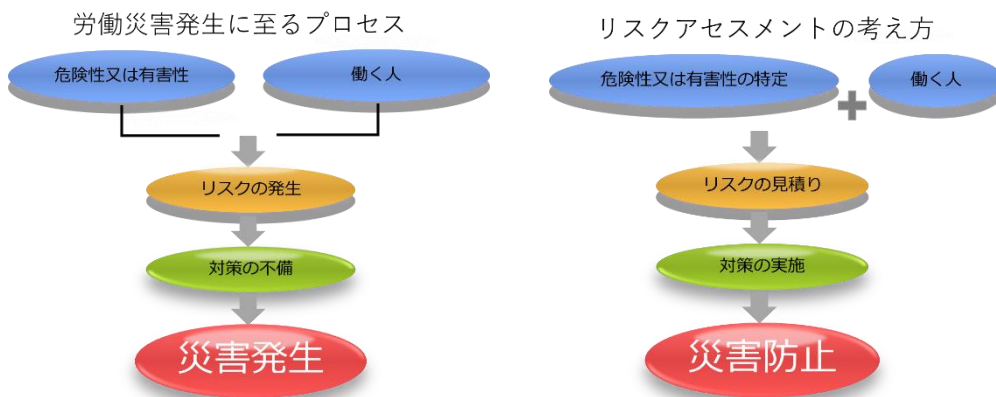 労働災害発生に至るプロセス
危険性又は有害性
働く人
リスクの発生
対策の不備
災害発生
リスクアセスメントの考え方
危険性又は有害性の特定
働く人
リスクの見積り
対策の実施
災害防止